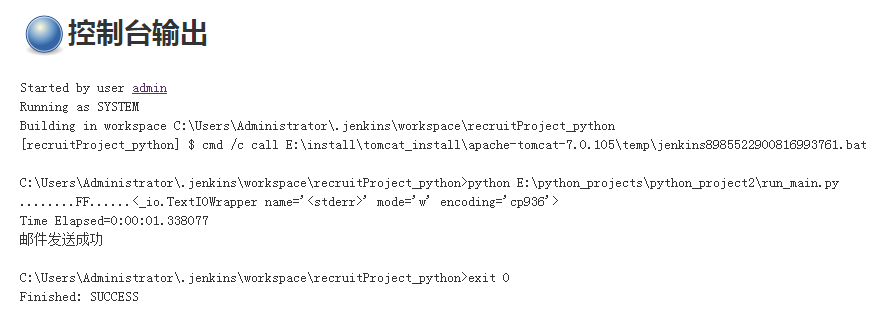 控制台输出
Started by user admin
Running as SYSTEM
Building in workspace C:\Users\Administrator\.jenkins\workspace\recruitProject_python
[recruitProject_python] $ cmd /c call E:\install\tomcat_install\apache-tomcat-7.0.105\temp\jenkins8985522900816993761.bat
C:\Users\Administrator\.jenkins\workspace\recruitProject_python>python E:\python_projects\python_project2\run_main.py
........FF......<_io.TextIOWrapper name='<stderr>' mode='w' encoding='cp936'>
Time Elapsed=0:00:01.338077
邮件发送成功
C:\Users\Administrator\.jenkins\workspace\recruitProject_python>exit 0
Finished: SUCCESS